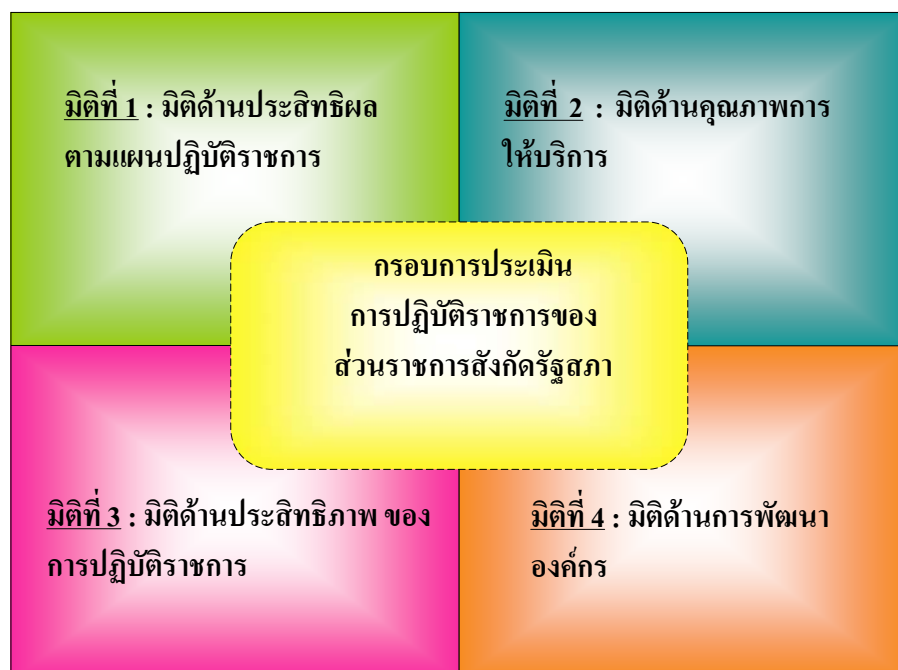 มิติที่ 1 : มิติด้านประสิทธิผล
ตามแผนปฏิบัติราชการ
มิติที่ 2 : มิติด้านคุณภาพการ
ให้บริการ
กรอบการประเมิน
การปฏิบัติราชการของ
ส่วนราชการสังกัดรัฐสภา
มิติที่ 3 : มิติด้านประสิทธิภาพ ของ
การปฏิบัติราชการ
มิติที่ 4 : มิติด้านการพัฒนา
องค์กร